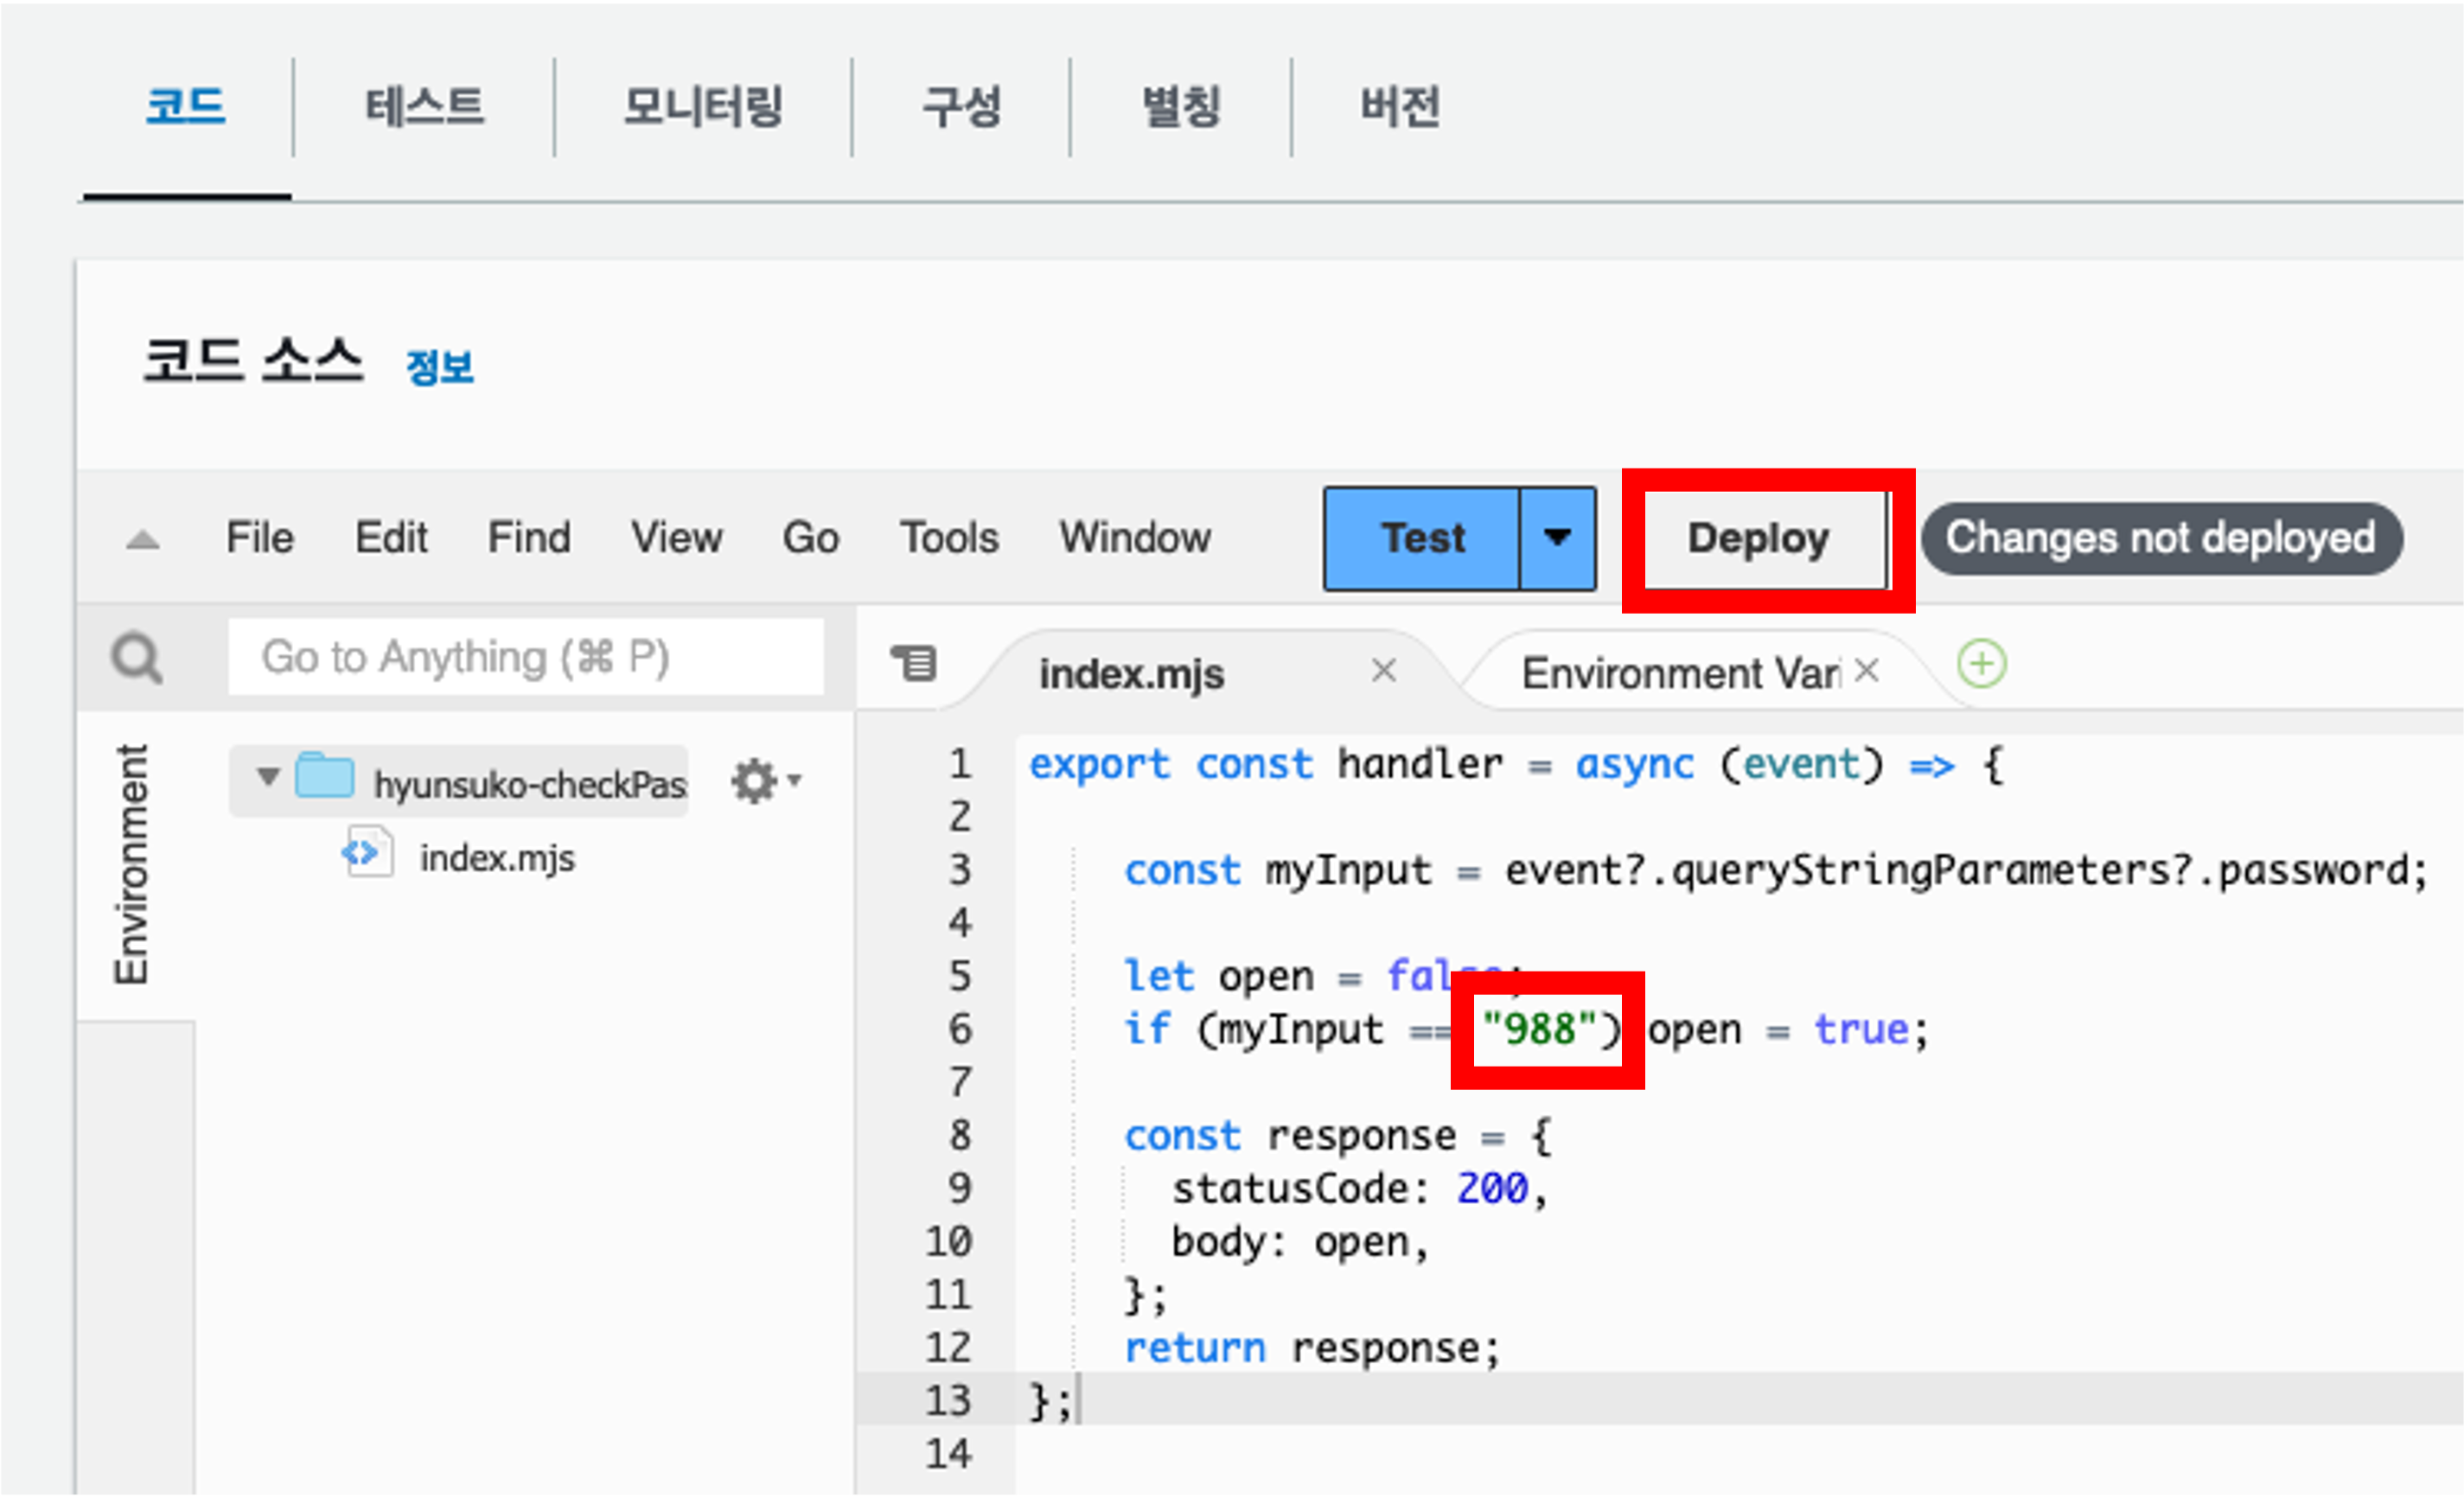 코드 테스트 모니터링 구성 별칭 버전
코드 소스 정보
File Edit Find View Go Tools Window Test Deploy Changes not deployed
Go to Anything (⌘ P) index.mjs Environment Vari
Environment
hyunsuko-checkPas
index.mjs
1 export const handler = async (event) => {
2
3 const myInput = event?.queryStringParameters?.password;
4
5 let open = false;
6 if (myInput == "988") open = true;
7
8 const response = {
9 statusCode: 200,
10 body: open,
11 };
12 return response;
13 };
14